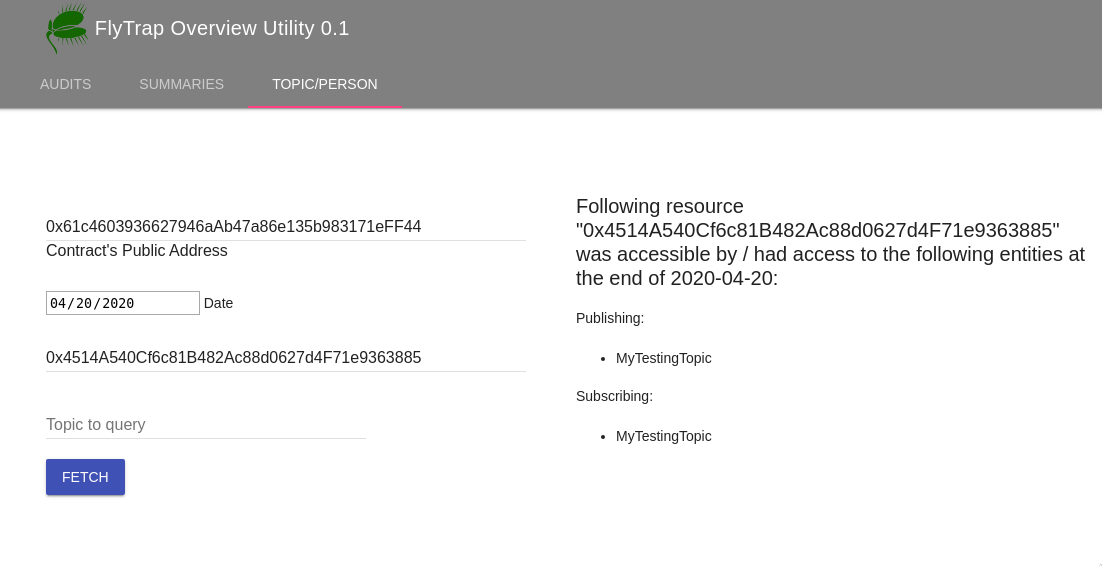 FlyTrap Overview Utility 0.1
AUDITS SUMMARIES TOPIC/PERSON
0x61c4603936627946aAb47a86e135b983171eFF44
Contract's Public Address
04/20/2020 Date
0x4514A540Cf6c81B482Ac88d0627d4F71e9363885
Topic to query
FETCH
Following resource
"0x4514A540Cf6c81B482Ac88d0627d4F71e9363885"
was accessible by / had access to the following entities at
the end of 2020-04-20:
Publishing:
• MyTestingTopic
Subscribing:
• MyTestingTopic